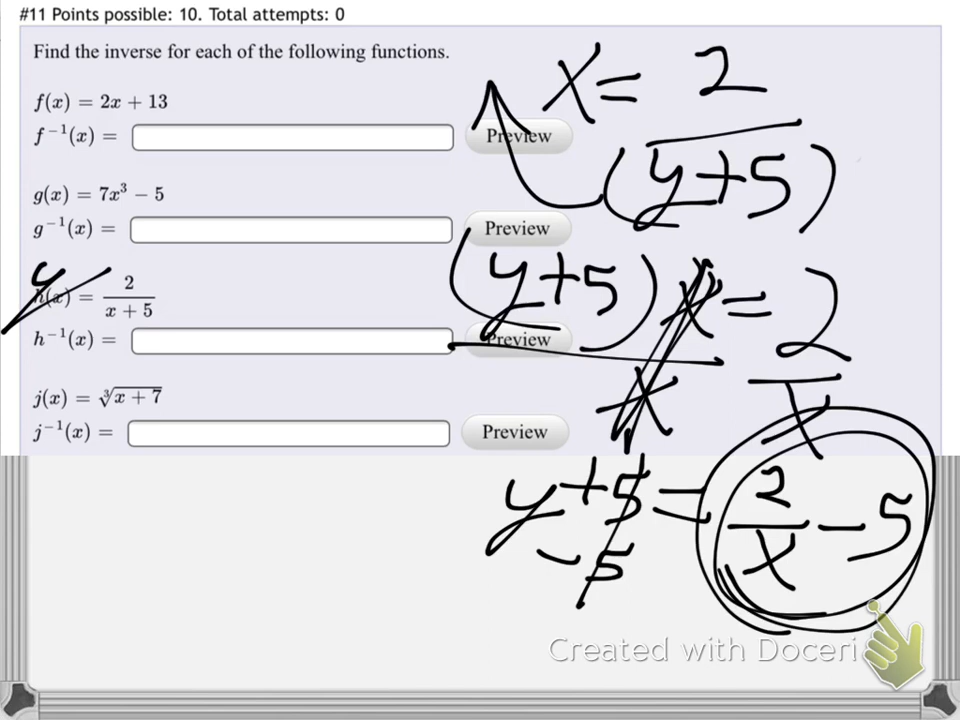 #11 Points possible: 10. Total attempts: 0
Find the inverse for each of the following functions.
f(x) = 2x + 13
f⁻¹(x) =
Preview
g(x) = 7x³ − 5
g⁻¹(x) =
Preview
y
h(x) = 2/(x + 5)
h⁻¹(x) =
Preview
j(x) = ∛(x + 7)
j⁻¹(x) =
Preview
x = 2
(y+5)
(y+5) x = 2
x x
y+5 = 2/x − 5
−5
Created with Doceri